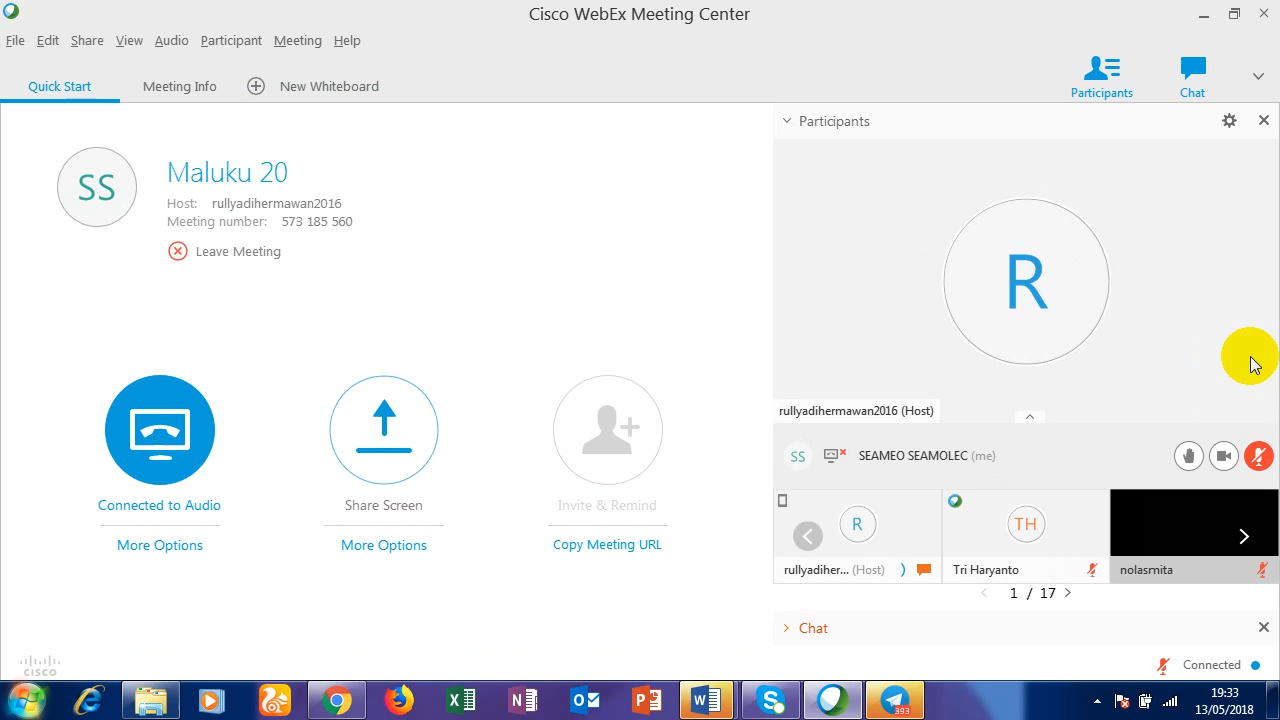 Cisco WebEx Meeting Center
File Edit Share View Audio Participant Meeting Help
Quick Start Meeting Info New Whiteboard
Participants Chat
Participants
SS
Maluku 20
Host: rullyadihermawan2016
Meeting number: 573 185 560
Leave Meeting
R
rullyadihermawan2016 (Host)
Connected to Audio Share Screen Invite & Remind
More Options More Options Copy Meeting URL
SS SEAMEO SEAMOLEC (me)
R TH
rullyadiher... (Host) Tri Haryanto nolasmita
1 / 17
Chat
CISCO
Connected
393
19:33
13/05/2018